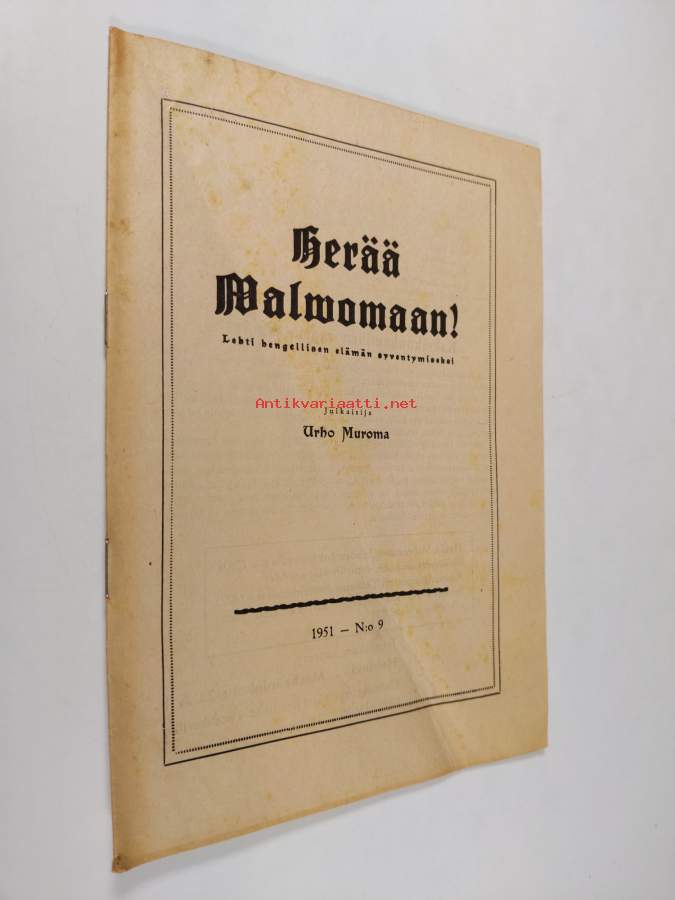 Herää
Walwomaan!
Lehti hengellisen elämän syventymiseksi
Antikvariaatti.net
Julkaisija
Urho Muroma
1951 — N:o 9